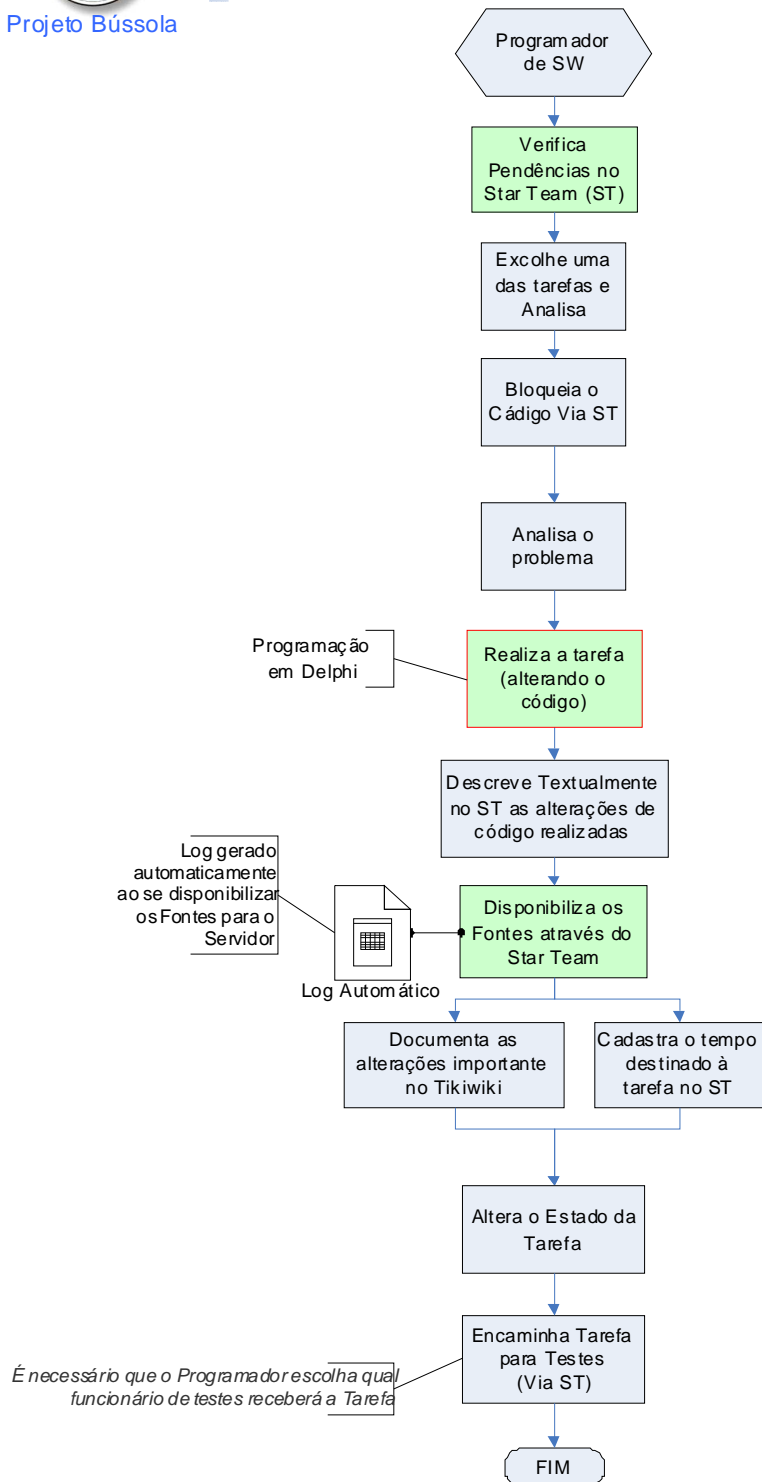 Projeto Bússola
Programador
de SW
Verifica
Pendências no
Star Team (ST)
Excolhe uma
das tarefas e
Analisa
Bloqueia o
Cádigo Via ST
Analisa o
problema
Programação
em Delphi
Realiza a tarefa
(alterando o
código)
Descreve Textualmente
no ST as alterações de
código realizadas
Log gerado
automaticamente
ao se disponibilizar
os Fontes para o
Servidor
Log Automático
Disponibiliza os
Fontes através do
Star Team
Documenta as
alterações importante
no Tikiwiki
Cadastra o tempo
destinado à
tarefa no ST
Altera o Estado da
Tarefa
Encaminha Tarefa
para Testes
(Via ST)
É necessário que o Programador escolha qual
funcionário de testes receberá a Tarefa
FIM